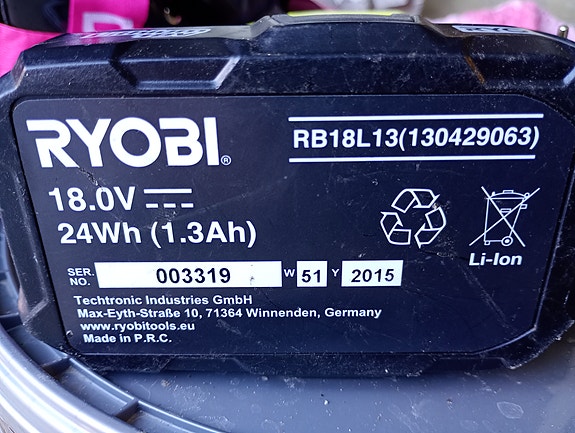 RYOBI®
RB18L13(130429063)
18.0V
24Wh (1.3Ah)
Li-Ion
SER. NO. 003319 W 51 Y 2015
Techtronic Industries GmbH
Max-Eyth-Straße 10, 71364 Winnenden, Germany
www.ryobitools.eu
Made in P.R.C.